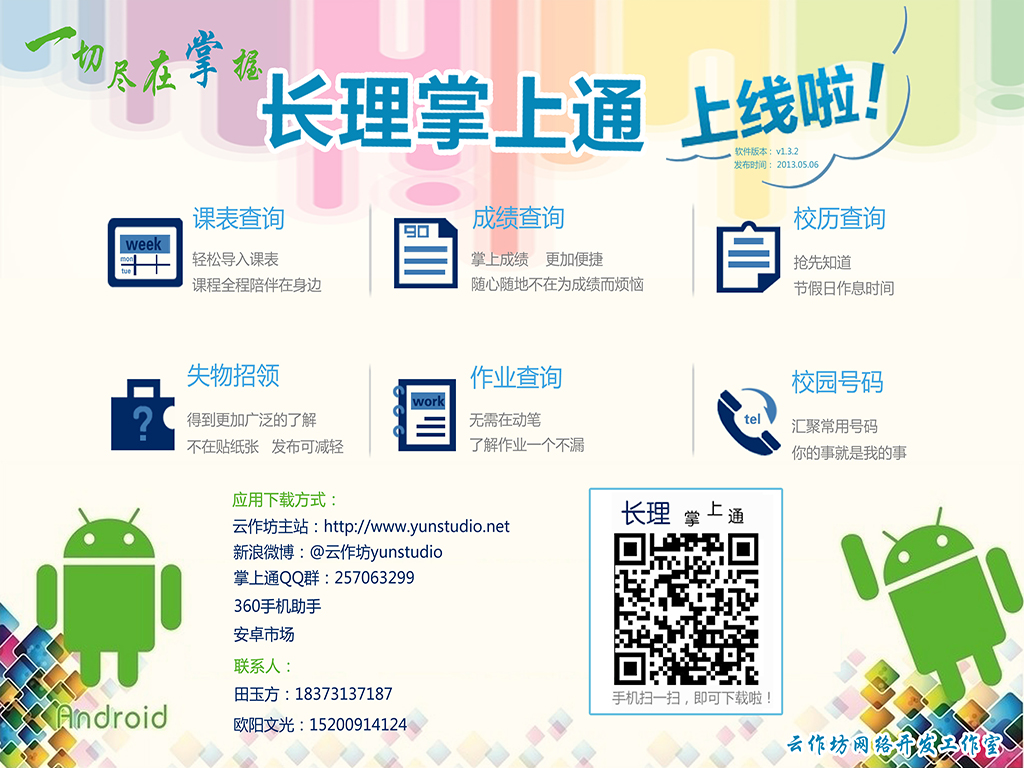 一切尽在掌握
长理掌上通 上线啦！
软件版本：v1.3.2
发布时间：2013.05.06
week
mon
tue
课表查询
轻松导入课表
课程全程陪伴在身边
90
成绩查询
掌上成绩 更加便捷
随心随地不在为成绩而烦恼
校历查询
抢先知道
节假日作息时间
?
失物招领
得到更加广泛的了解
不在贴纸张 发布可减轻
work
作业查询
无需在动笔
了解作业一个不漏
tel
校园号码
汇聚常用号码
你的事就是我的事
应用下载方式：
云作坊主站：http://www.yunstudio.net
新浪微博：@云作坊yunstudio
掌上通QQ群：257063299
360手机助手
安卓市场
联系人：
田玉方：18373137187
欧阳文光：15200914124
长理 掌上通
手机扫一扫，即可下载啦！
Android
云作坊网络开发工作室